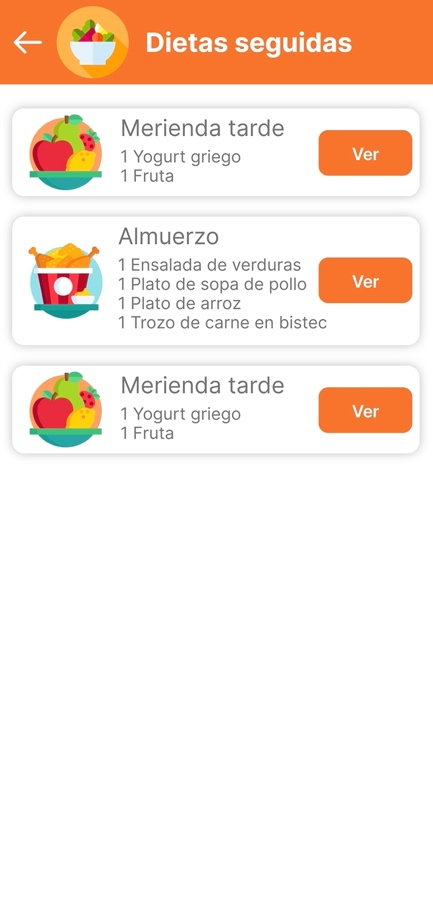 Dietas seguidas
Merienda tarde
1 Yogurt griego
1 Fruta
Ver
Almuerzo
1 Ensalada de verduras
1 Plato de sopa de pollo
1 Plato de arroz
1 Trozo de carne en bistec
Ver
Merienda tarde
1 Yogurt griego
1 Fruta
Ver